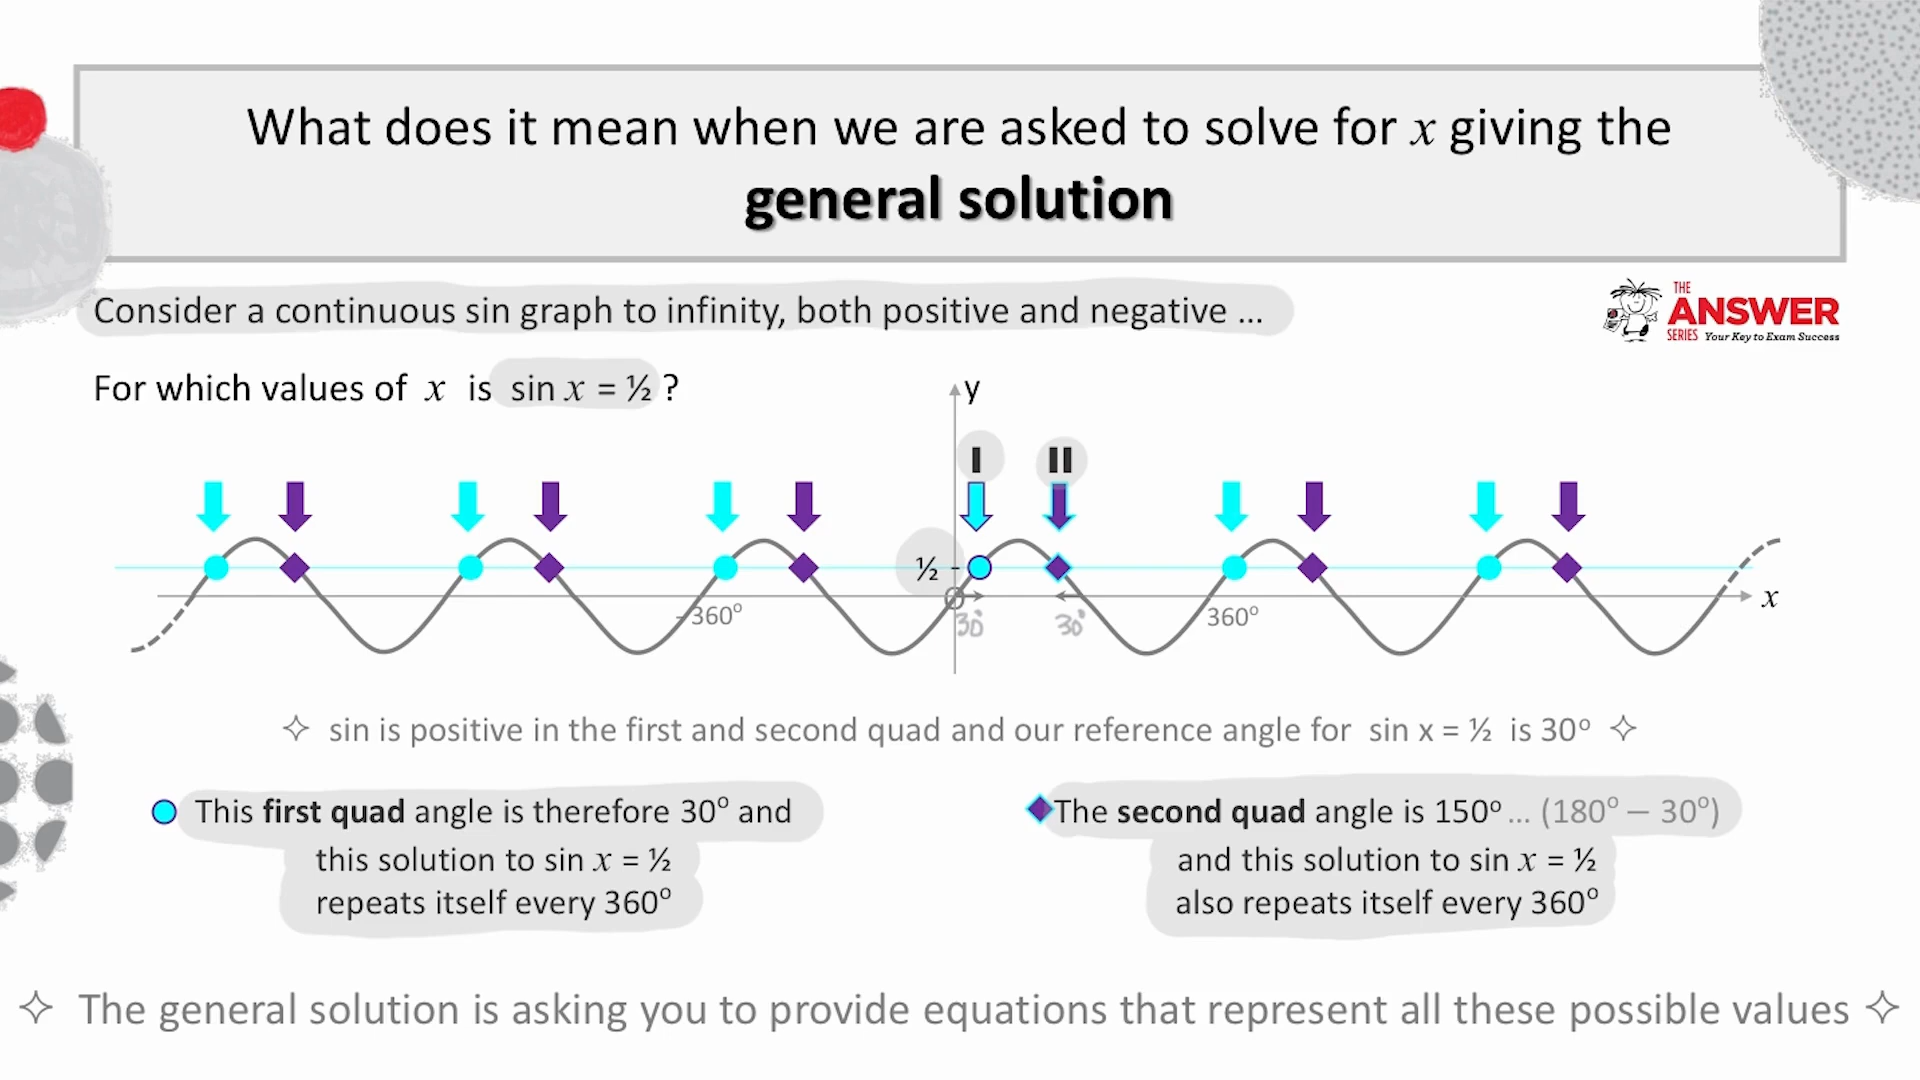 What does it mean when we are asked to solve for x giving the
general solution
Consider a continuous sin graph to infinity, both positive and negative ...
THE
ANSWER
SERIES Your Key to Exam Success
For which values of x is sin x = ½ ?
y
I II
½
O
x
30°
30°
-360°
360°
✧ sin is positive in the first and second quad and our reference angle for sin x = ½ is 30° ✧
This first quad angle is therefore 30° and
this solution to sin x = ½
repeats itself every 360°
The second quad angle is 150° ... (180° – 30°)
and this solution to sin x = ½
also repeats itself every 360°
✧ The general solution is asking you to provide equations that represent all these possible values ✧